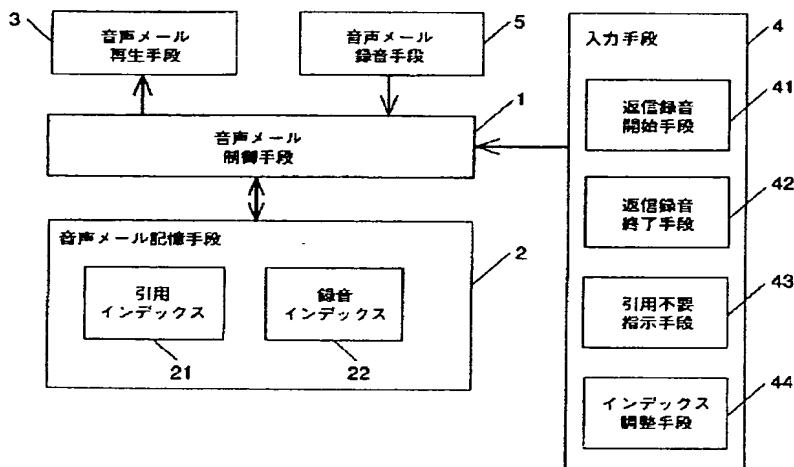 3
音声メール
再生手段
音声メール
録音手段
5
入力手段
4
返信録音
開始手段
41
音声メール
制御手段
1
返信録音
終了手段
42
音声メール記憶手段
2
引用
インデックス
21
録音
インデックス
22
引用不要
指示手段
43
インデックス
調整手段
44